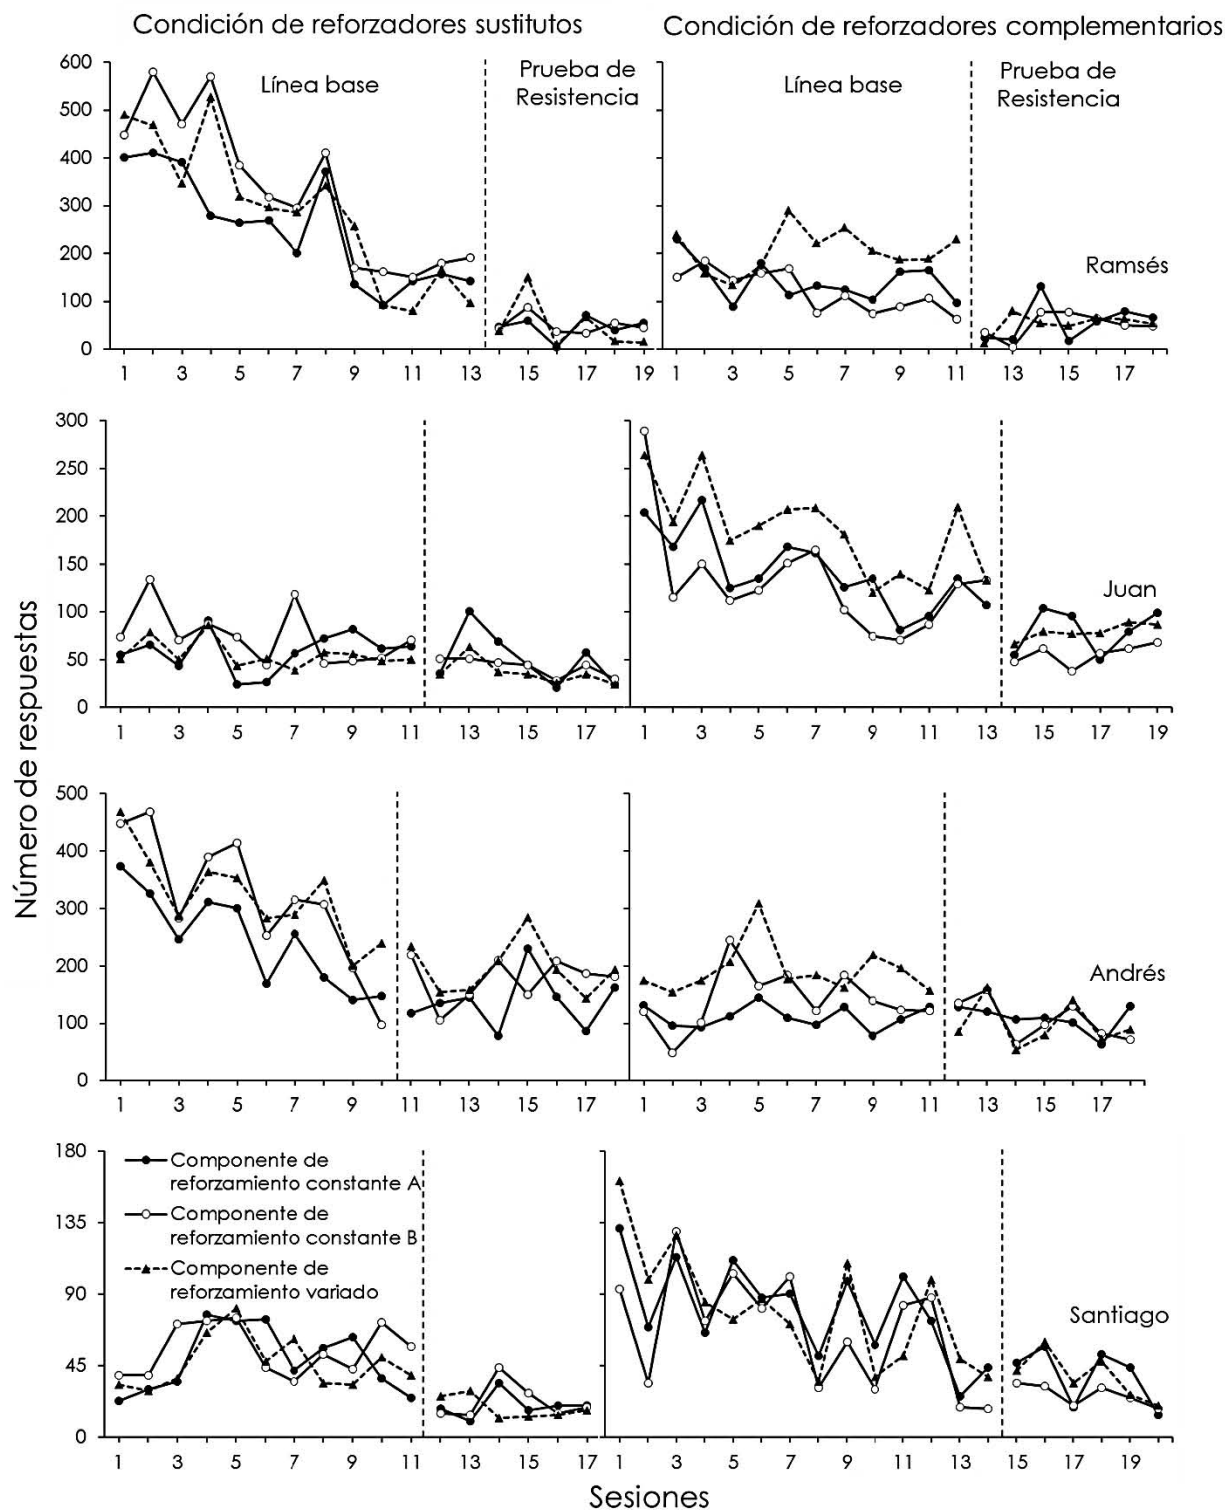 Condición de reforzadores sustitutos
Condición de reforzadores complementarios
600
500
400
300
200
100
0
Línea base
Prueba de
Resistencia
Línea base
Prueba de
Resistencia
Ramsés
1 3 5 7 9 11 13 15 17 19
1 3 5 7 9 11 13 15 17
300
250
200
150
100
50
0
Juan
1 3 5 7 9 11 13 15 17
1 3 5 7 9 11 13 15 17 19
Número de respuestas
500
400
300
200
100
0
Andrés
1 3 5 7 9 11 13 15 17
1 3 5 7 9 11 13 15 17
180
135
90
45
0
Componente de
reforzamiento constante A
Componente de
reforzamiento constante B
Componente de
reforzamiento variado
Santiago
1 3 5 7 9 11 13 15 17
1 3 5 7 9 11 13 15 17 19
Sesiones